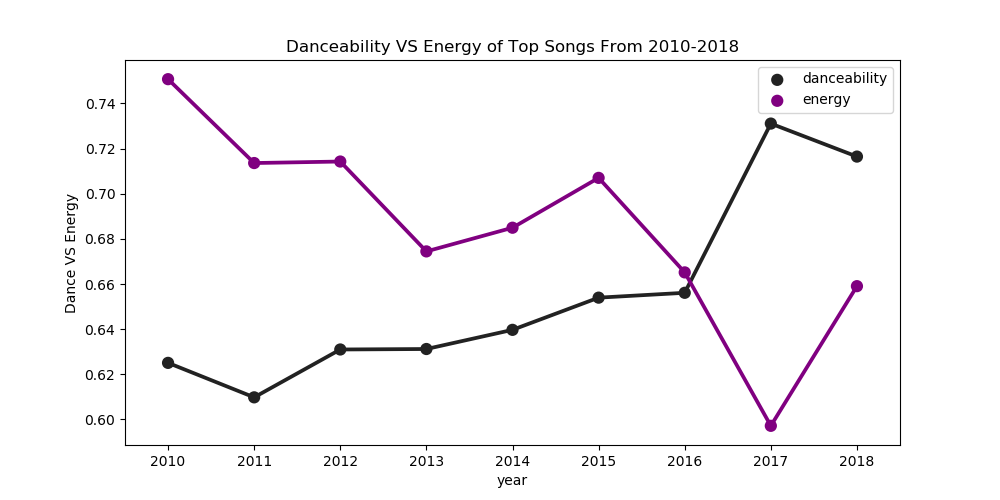 Danceability VS Energy of Top Songs From 2010-2018
danceability
energy
0.74
0.72
0.70
0.68
0.66
0.64
0.62
0.60
Dance VS Energy
2010 2011 2012 2013 2014 2015 2016 2017 2018
year